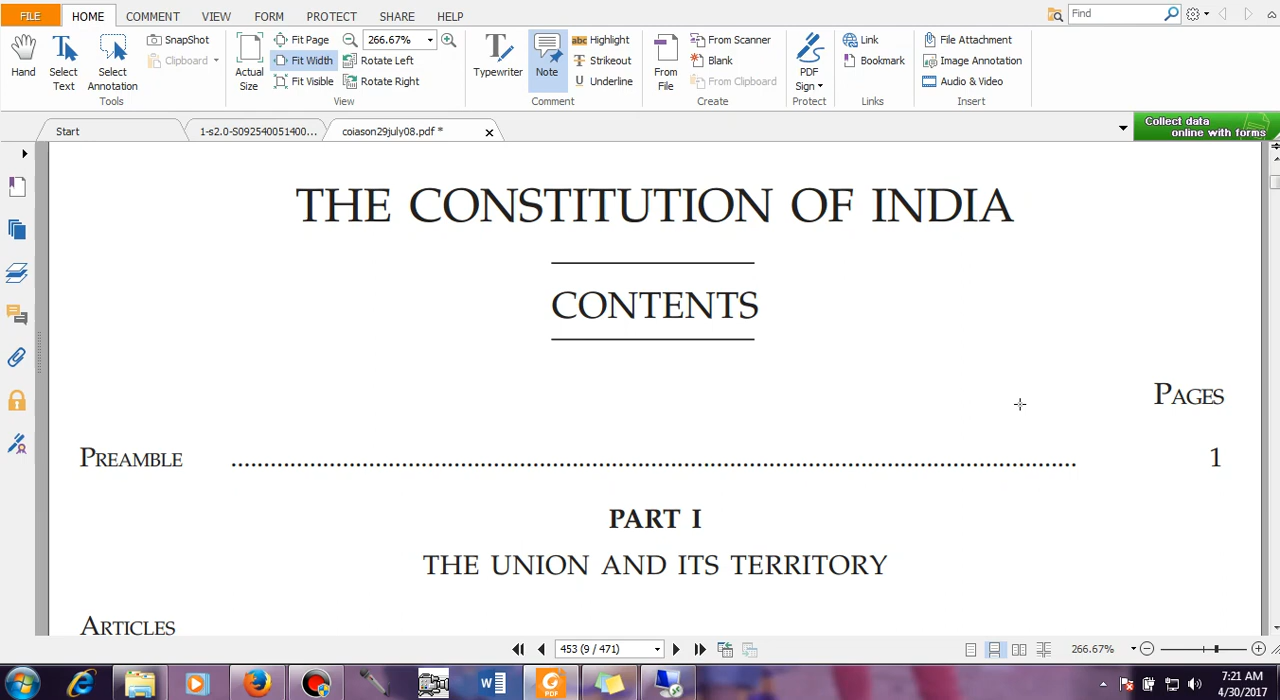 FILE HOME COMMENT VIEW FORM PROTECT SHARE HELP Find
Hand
Select Text
Select Annotation
SnapShot
Clipboard
Tools
Actual Size
Fit Page
Fit Width
Fit Visible
266.67%
Rotate Left
Rotate Right
View
Typewriter
Note
Highlight
Strikeout
Underline
Comment
From File
From Scanner
Blank
From Clipboard
Create
PDF Sign
Protect
Link
Bookmark
Links
File Attachment
Image Annotation
Audio & Video
Insert
Start 1-s2.0-S092540051400... coiason29july08.pdf *
Collect data
online with forms
THE CONSTITUTION OF INDIA
CONTENTS
PAGES
PREAMBLE ................................................................................................................................ 1
PART I
THE UNION AND ITS TERRITORY
ARTICLES
453 (9 / 471) 266.67%
7:21 AM
4/30/2017